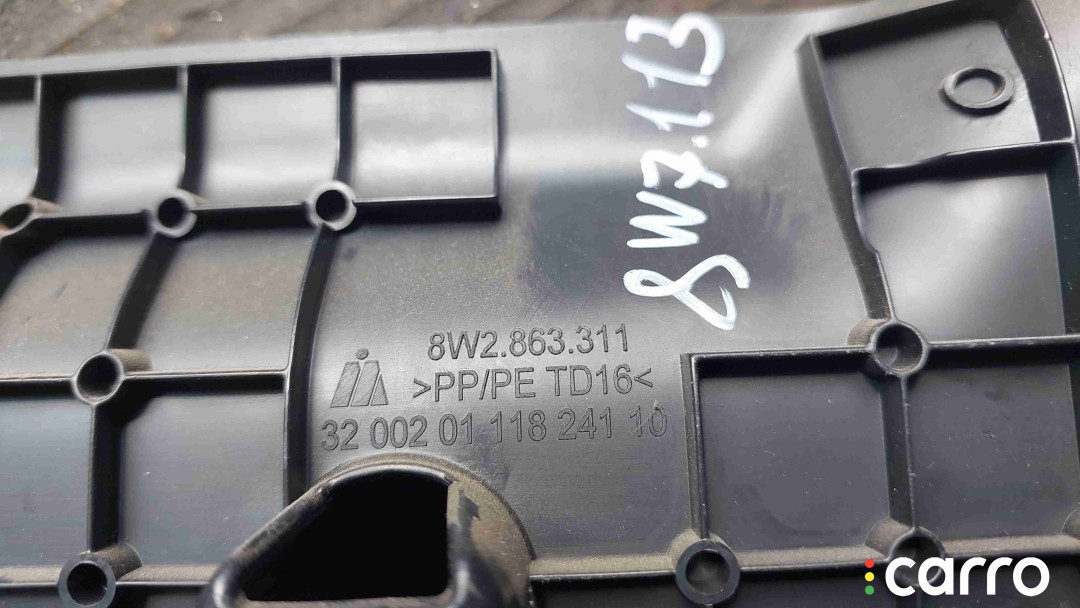 8W7.113
8W2.863.311
>PP/PE TD16<
32 002 01 118 241 10
carro